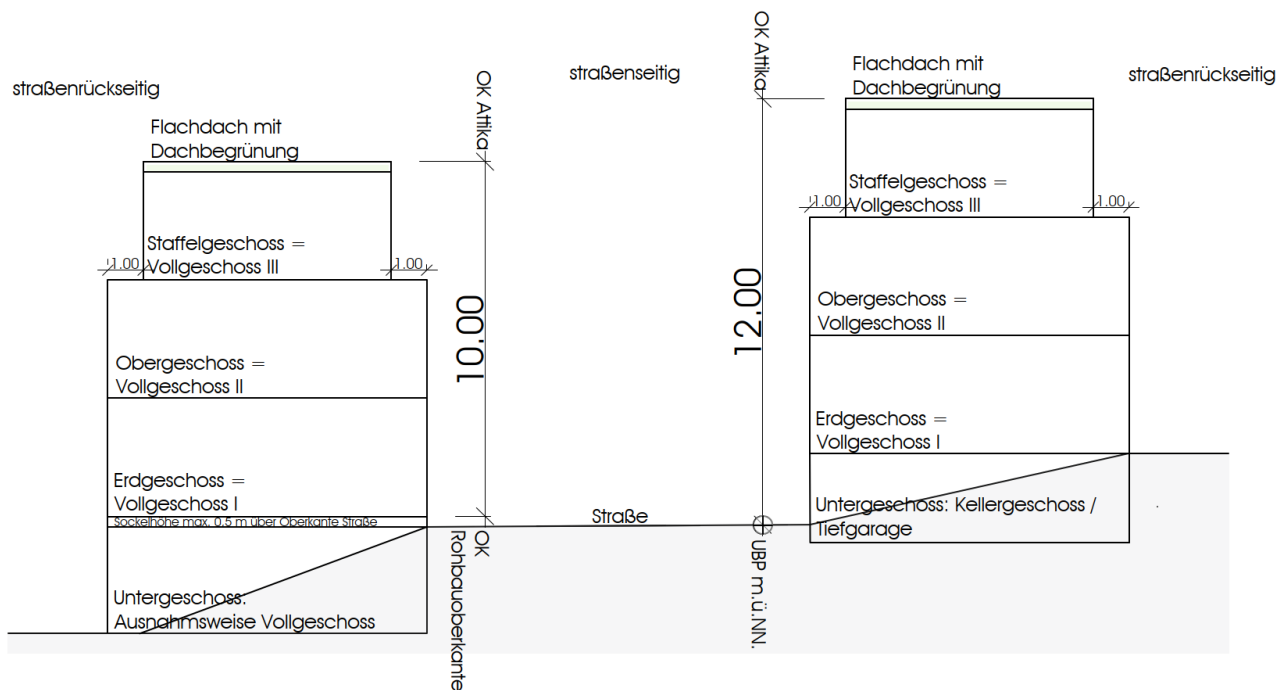 straßenrückseitig
Flachdach mit
Dachbegrünung
OK Attika
1.00
Staffelgeschoss =
Vollgeschoss III
1.00
10.00
Obergeschoss =
Vollgeschoss II
Erdgeschoss =
Vollgeschoss I
Sockelhöhe max. 0.5 m über Oberkante Straße
OK
Rohbauoberkante
Untergeschoss:
Ausnahmsweise Vollgeschoss
straßenseitig
Straße
OK Attika
12.00
UBP m.ü.NN.
Flachdach mit
Dachbegrünung
straßenrückseitig
1.00
Staffelgeschoss =
Vollgeschoss III
1.00
Obergeschoss =
Vollgeschoss II
Erdgeschoss =
Vollgeschoss I
Untergeschoss: Kellergeschoss /
Tiefgarage